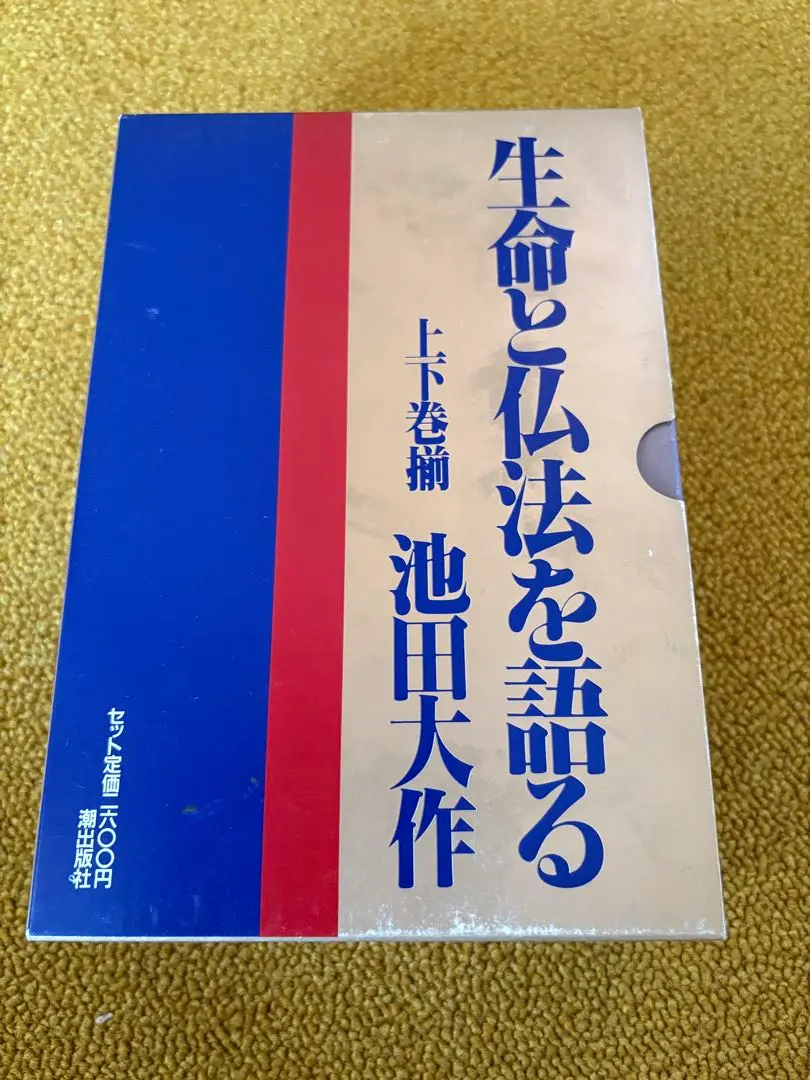 生命と仏法を語る
上下巻揃
池田大作
セット定価二六〇〇円
潮出版社